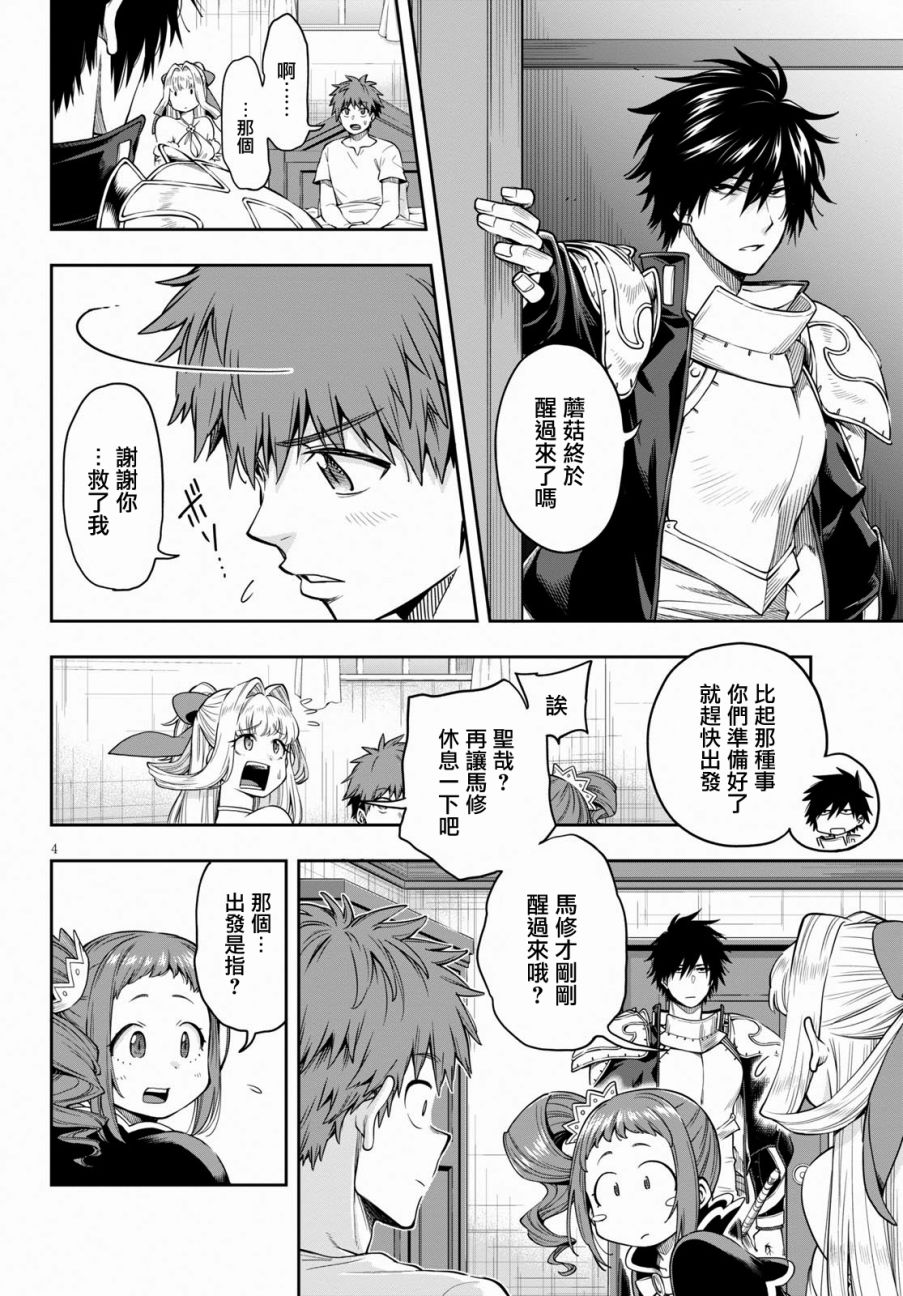 蘑菇終於
醒過來了嗎
啊……
…那個
謝謝你
…救了我
比起那種事
你們準備好了
就趕快出發
誒
聖哉？
再讓馬修
休息一下吧
馬修才剛剛
醒過來哦？
那個…
出發是指？
4